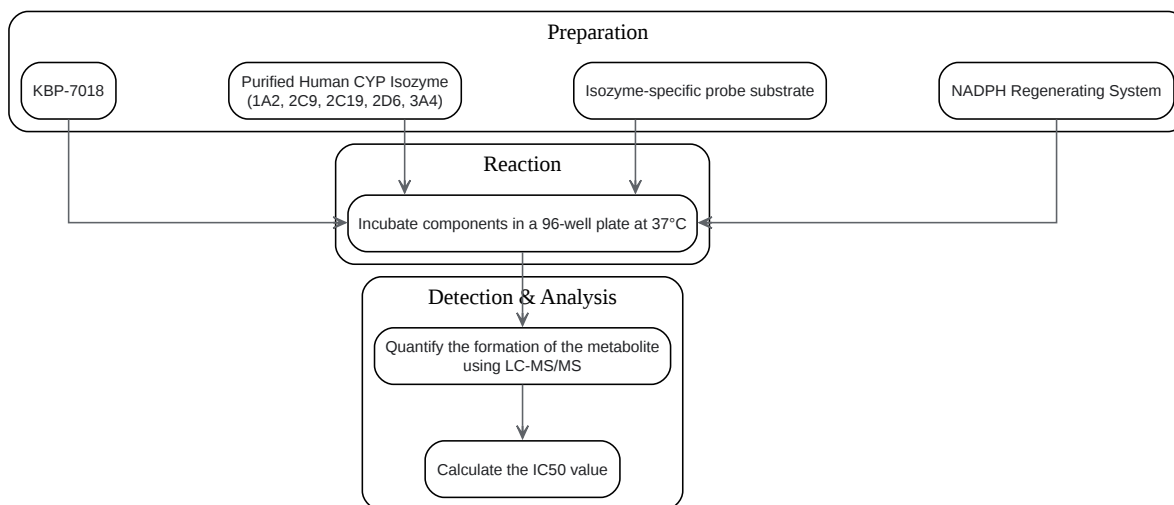 Preparation
KBP-7018
Purified Human CYP Isozyme
(1A2, 2C9, 2C19, 2D6, 3A4)
Isozyme-specific probe substrate
NADPH Regenerating System
Reaction
Incubate components in a 96-well plate at 37°C
Detection & Analysis
Quantify the formation of the metabolite
using LC-MS/MS
Calculate the IC50 value